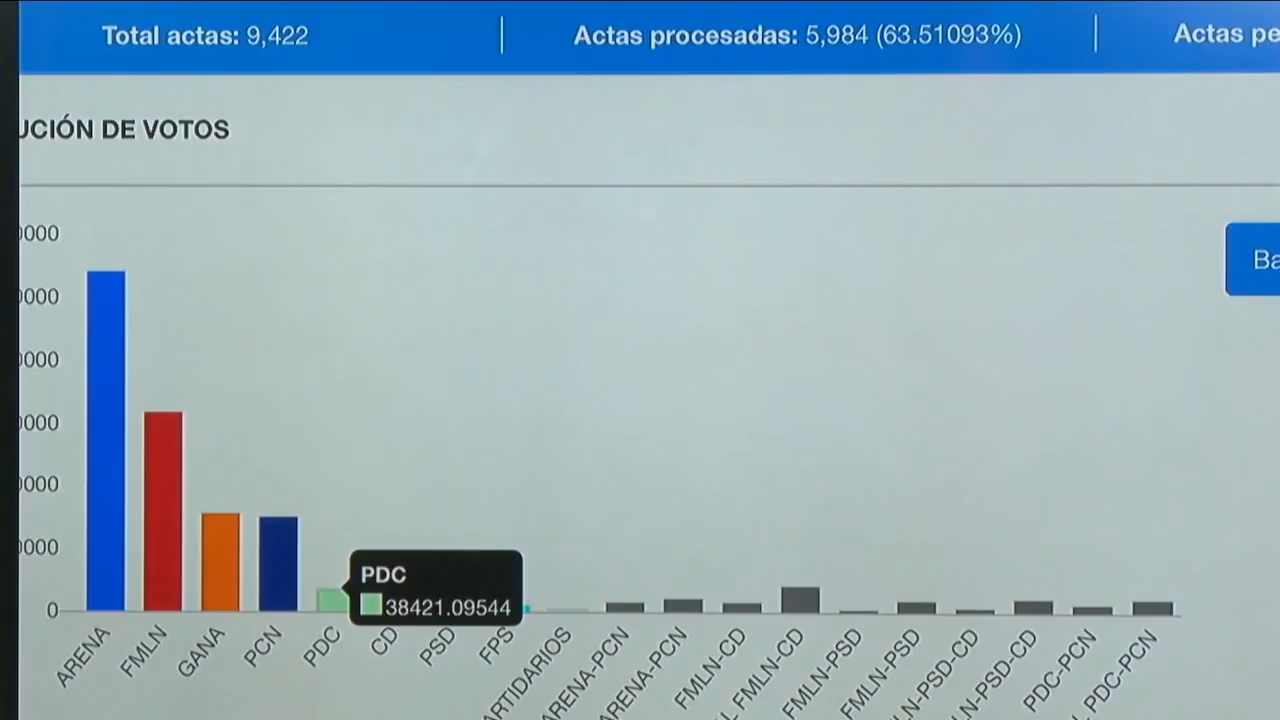 Total actas: 9,422
Actas procesadas: 5,984 (63.51093%)
Actas pe
UCIÓN DE VOTOS
0000
Ba
0000
0000
0000
0000
0000
0
PDC
38421.09544
ARENA
FMLN
GANA
PCN
PDC
CD
PSD
FPS
ARTIDARIOS
ARENA-PCN
ARENA-PCN
FMLN-CD
L FMLN-CD
FMLN-PSD
FMLN-PSD
LN-PSD-CD
LN-PSD-CD
PDC-PCN
L PDC-PCN